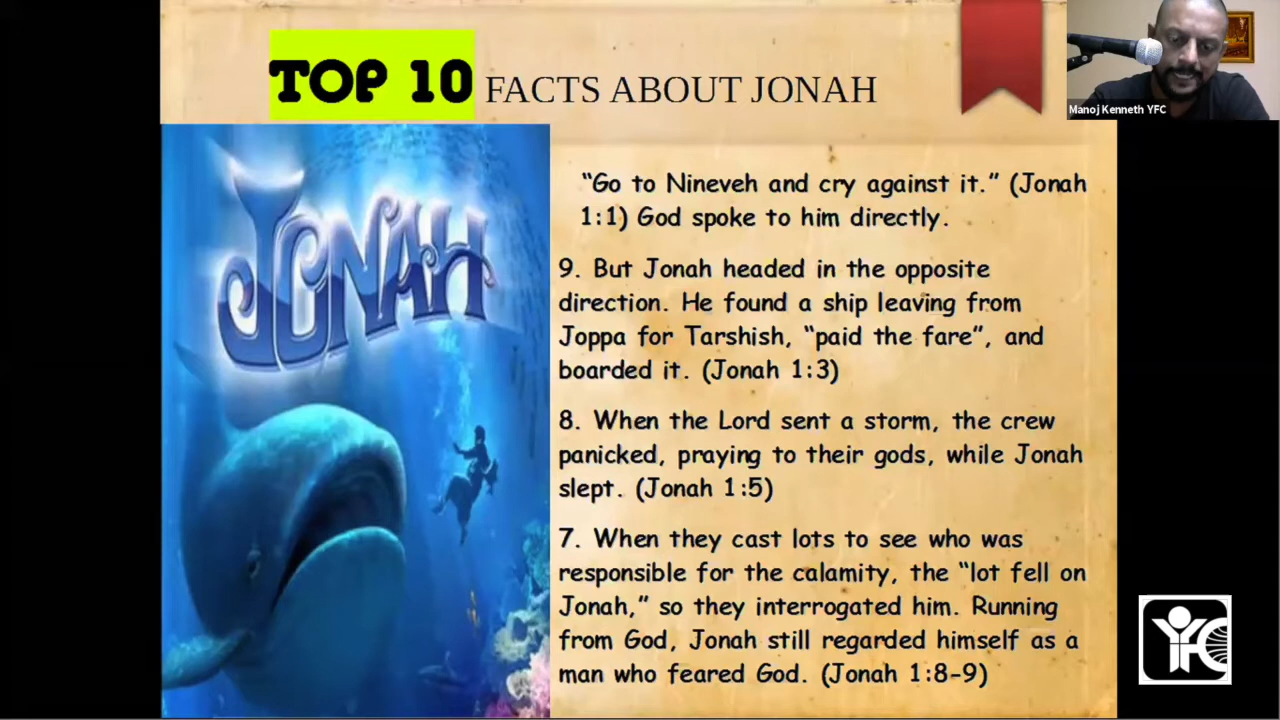 TOP 10 FACTS ABOUT JONAH
Manoj Kenneth YFC
JONAH
“Go to Nineveh and cry against it.” (Jonah
1:1) God spoke to him directly.
9. But Jonah headed in the opposite
direction. He found a ship leaving from
Joppa for Tarshish, “paid the fare”, and
boarded it. (Jonah 1:3)
8. When the Lord sent a storm, the crew
panicked, praying to their gods, while Jonah
slept. (Jonah 1:5)
7. When they cast lots to see who was
responsible for the calamity, the “lot fell on
Jonah,” so they interrogated him. Running
from God, Jonah still regarded himself as a
man who feared God. (Jonah 1:8-9)
YFC